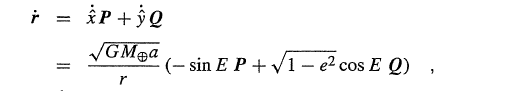 ṙ = x̂̇ P + ŷ̇ Q
= √(GM⊕a) / r (− sin E P + √(1 − e²) cos E Q) ,